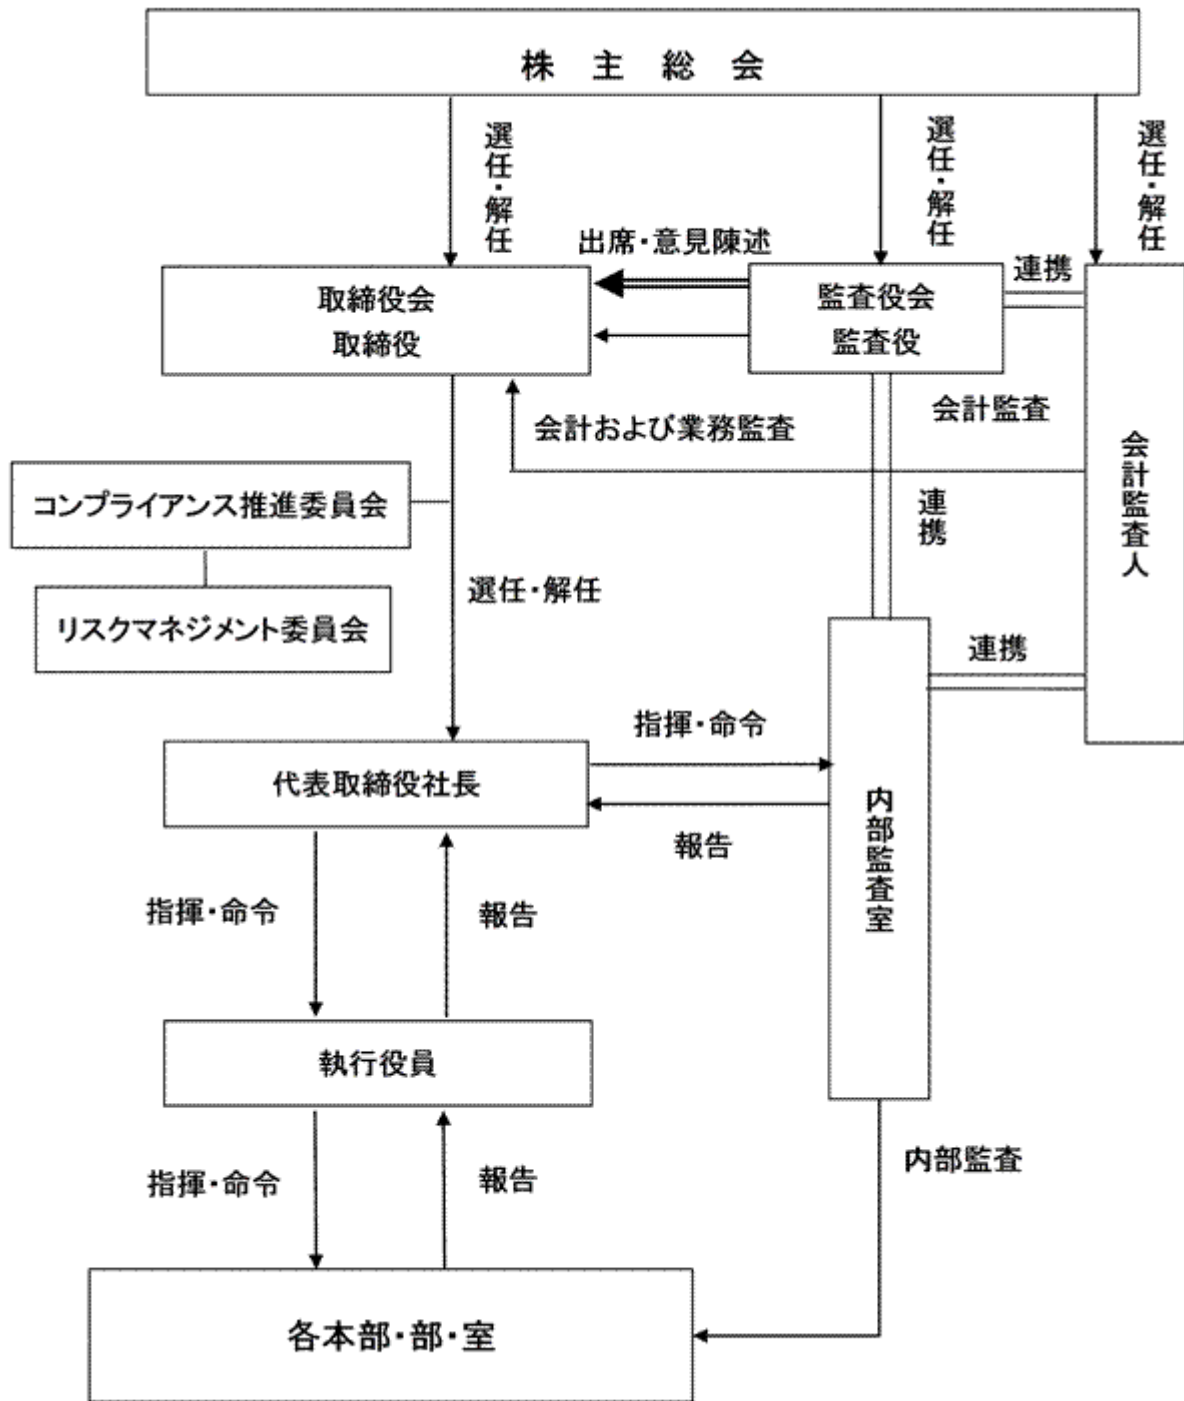 株 主 総 会
選任・解任
選任・解任
選任・解任
出席・意見陳述
連携
取締役会
取締役
監査役会
監査役
会計監査
会計および業務監査
会計監査人
コンプライアンス推進委員会
連携
選任・解任
リスクマネジメント委員会
連携
指揮・命令
代表取締役社長
報告
内部監査室
指揮・命令
報告
執行役員
内部監査
指揮・命令
報告
各本部・部・室